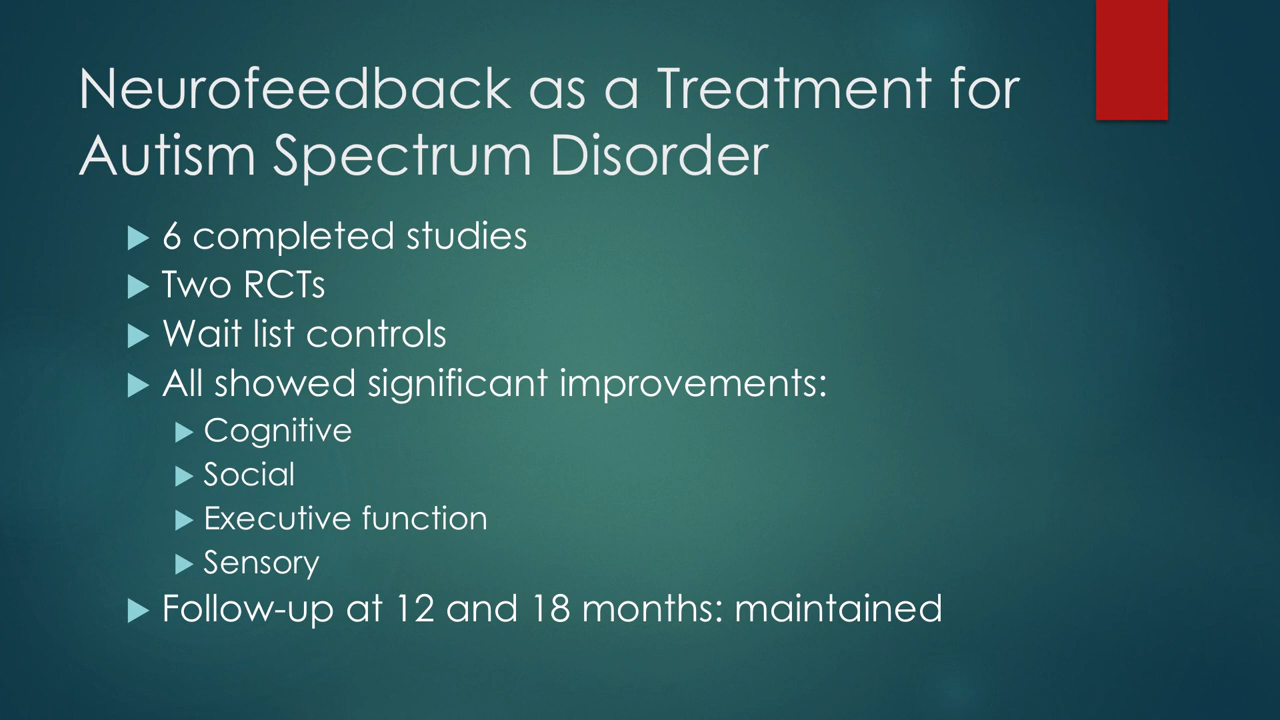 Neurofeedback as a Treatment for
Autism Spectrum Disorder
6 completed studies
Two RCTs
Wait list controls
All showed significant improvements:
Cognitive
Social
Executive function
Sensory
Follow-up at 12 and 18 months: maintained